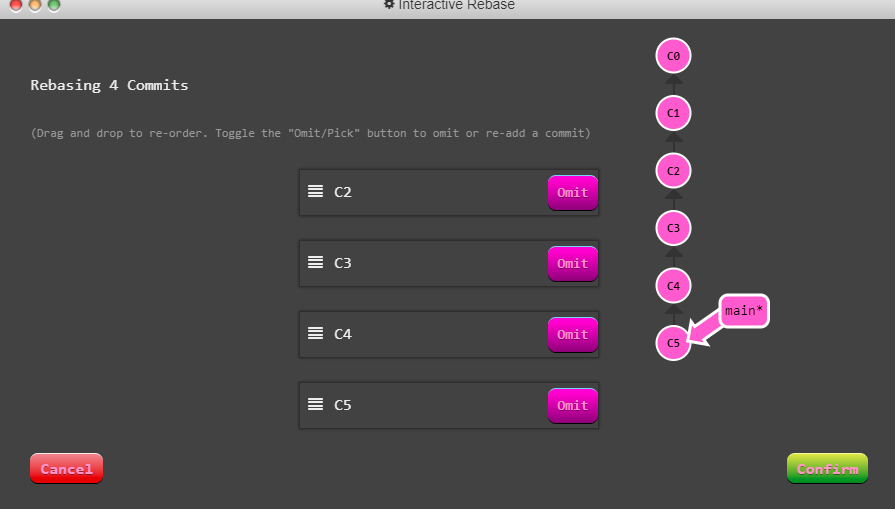 Interactive Rebase
Rebasing 4 Commits
(Drag and drop to re-order. Toggle the "Omit/Pick" button to omit or re-add a commit)
C2 Omit
C3 Omit
C4 Omit
C5 Omit
Cancel
Confirm
C0
C1
C2
C3
C4
main*
C5